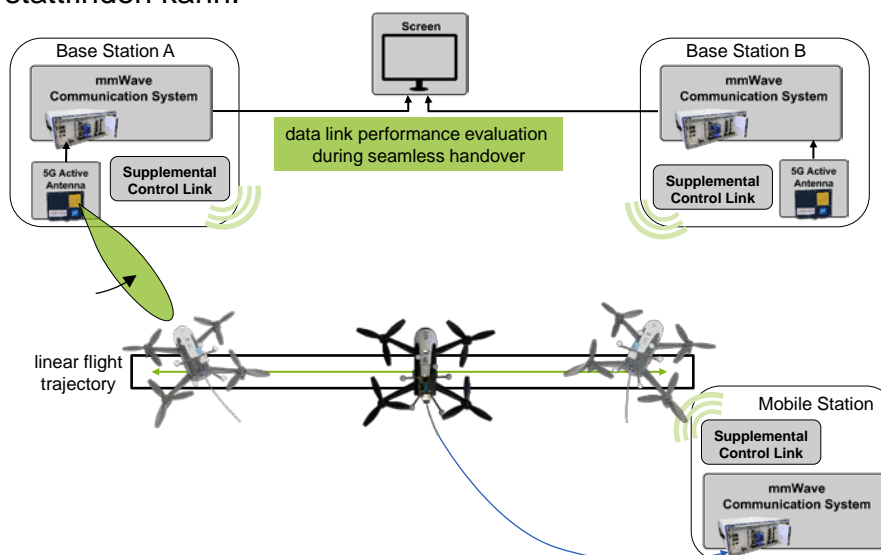 stattfinden kann.
Screen
Base Station A
mmWave
Communication System
5G Active
Antenna
Supplemental
Control Link
data link performance evaluation
during seamless handover
Base Station B
mmWave
Communication System
Supplemental
Control Link
5G Active
Antenna
linear flight
trajectory
Mobile Station
Supplemental
Control Link
mmWave
Communication System